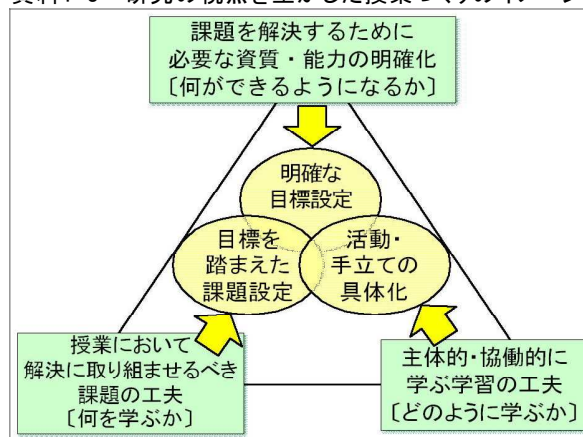 課題を解決するために
必要な資質・能力の明確化
〔何ができるようになるか〕
明確な
目標設定
目標を
踏まえた
課題設定
活動・
手立ての
具体化
授業において
解決に取り組ませるべき
課題の工夫
〔何を学ぶか〕
主体的・協働的に
学ぶ学習の工夫
〔どのように学ぶか〕